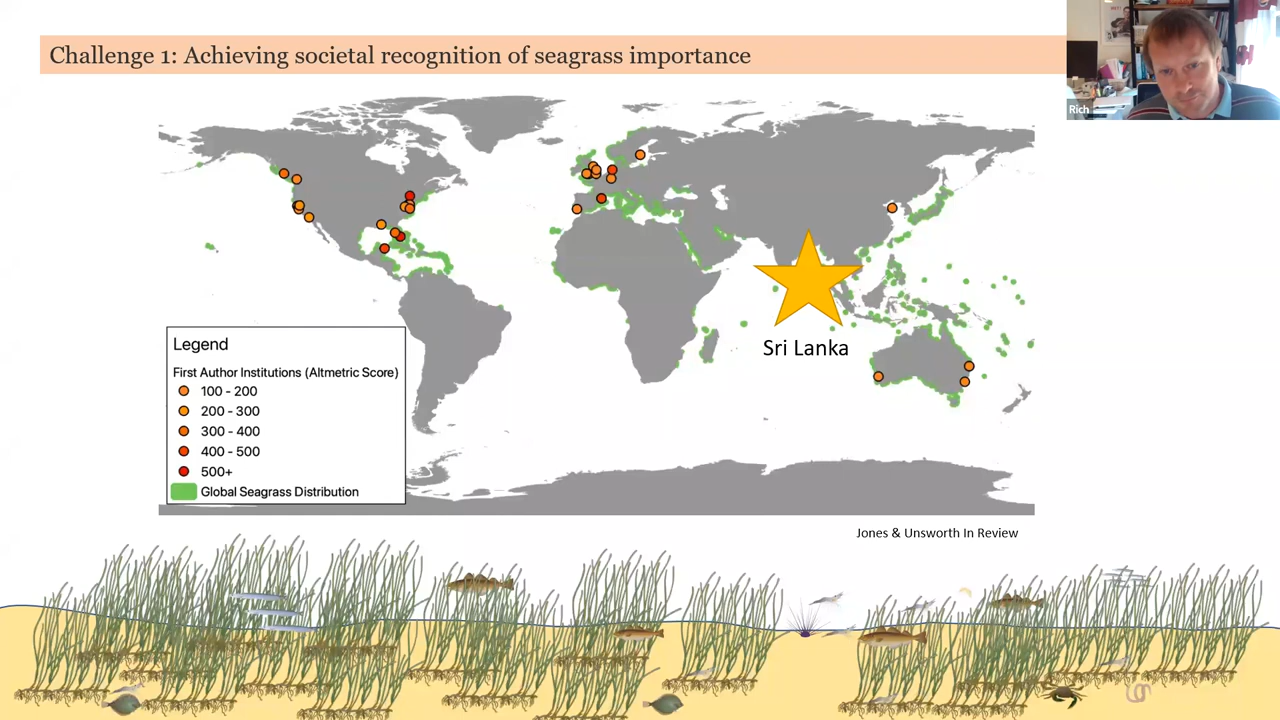 Challenge 1: Achieving societal recognition of seagrass importance
Rich
Sri Lanka
Legend
First Author Institutions (Altmetric Score)
100 - 200
200 - 300
300 - 400
400 - 500
500+
Global Seagrass Distribution
Jones & Unsworth In Review